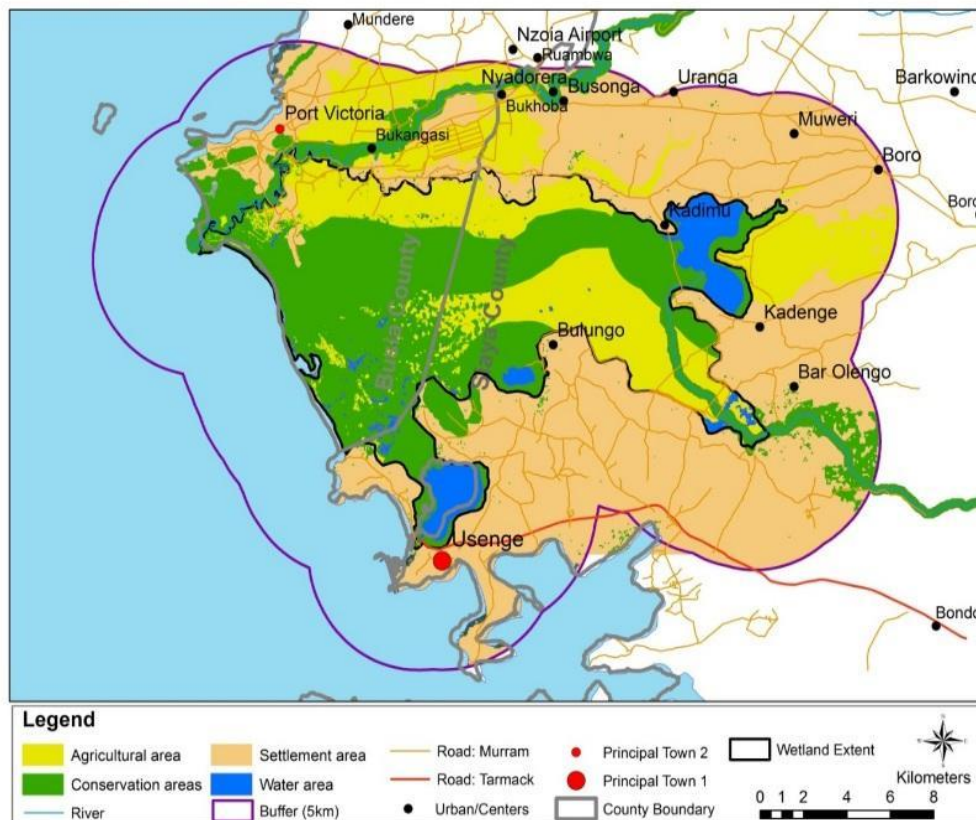 Mundere
Nzoia Airport
Ruambwa
Nyadorera
Busonga
Uranga
Barkowino
Bukhoba
Port Victoria
Bukangasi
Muweri
Boro
Boro
Kadimu
Busia County
Siaya County
Kadenge
Bulungo
Bar Olengo
Usenge
Bondo
Legend
Agricultural area
Settlement area
Road: Murram
Principal Town 2
Wetland Extent
Conservation areas
Water area
Road: Tarmack
Principal Town 1
Kilometers
River
Buffer (5km)
Urban/Centers
County Boundary
0 1 2 4 6 8